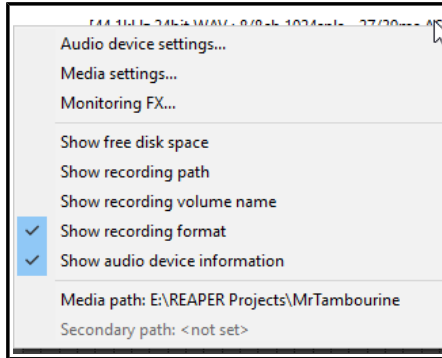 Audio device settings...
Media settings...
Monitoring FX...
Show free disk space
Show recording path
Show recording volume name
Show recording format
Show audio device information
Media path: E:\REAPER Projects\MrTambourine
Secondary path: <not set>